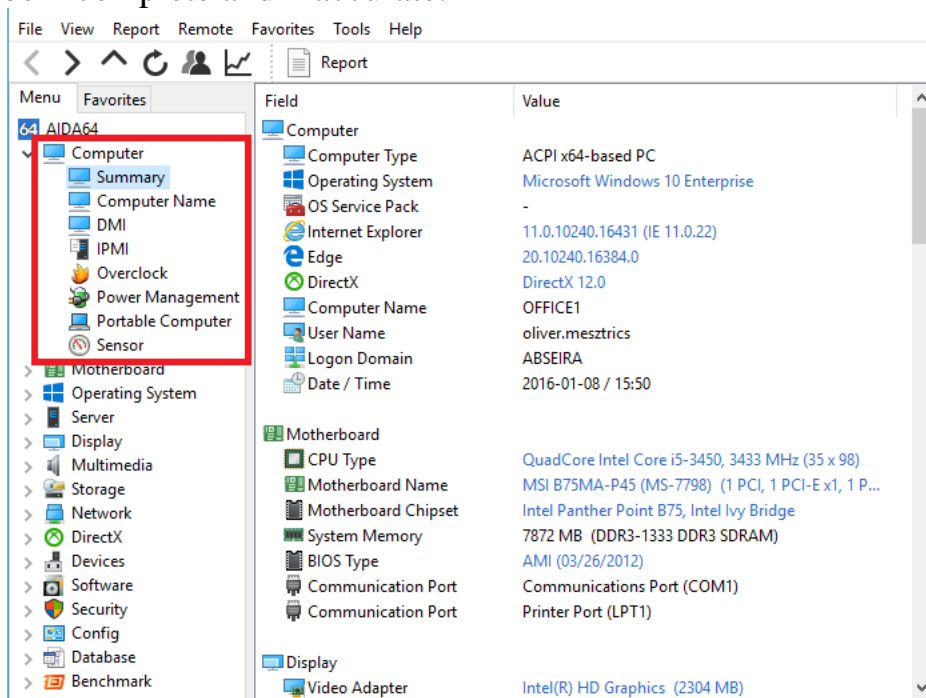 File View Report Remote Favorites Tools Help
Report
Menu Favorites
Field Value
64 AIDA64
Computer
Summary
Computer Name
DMI
IPMI
Overclock
Power Management
Portable Computer
Sensor
Motherboard
Operating System
Server
Display
Multimedia
Storage
Network
DirectX
Devices
Software
Security
Config
Database
Benchmark
Computer
Computer Type ACPI x64-based PC
Operating System Microsoft Windows 10 Enterprise
OS Service Pack -
Internet Explorer 11.0.10240.16431 (IE 11.0.22)
Edge 20.10240.16384.0
DirectX DirectX 12.0
Computer Name OFFICE1
User Name oliver.mesztrics
Logon Domain ABSEIRA
Date / Time 2016-01-08 / 15:50
Motherboard
CPU Type QuadCore Intel Core i5-3450, 3433 MHz (35 x 98)
Motherboard Name MSI B75MA-P45 (MS-7798) (1 PCI, 1 PCI-E x1, 1 P...
Motherboard Chipset Intel Panther Point B75, Intel Ivy Bridge
System Memory 7872 MB (DDR3-1333 DDR3 SDRAM)
BIOS Type AMI (03/26/2012)
Communication Port Communications Port (COM1)
Communication Port Printer Port (LPT1)
Display
Video Adapter Intel(R) HD Graphics (2304 MB)